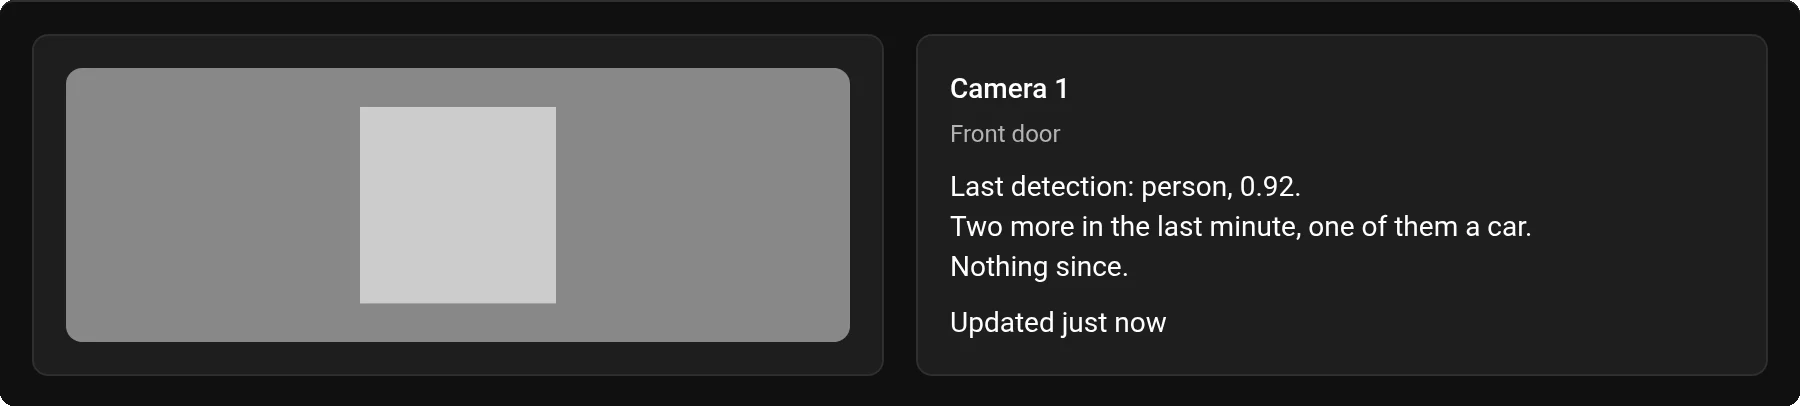 Camera 1
Front door
Last detection: person, 0.92.
Two more in the last minute, one of them a car.
Nothing since.
Updated just now